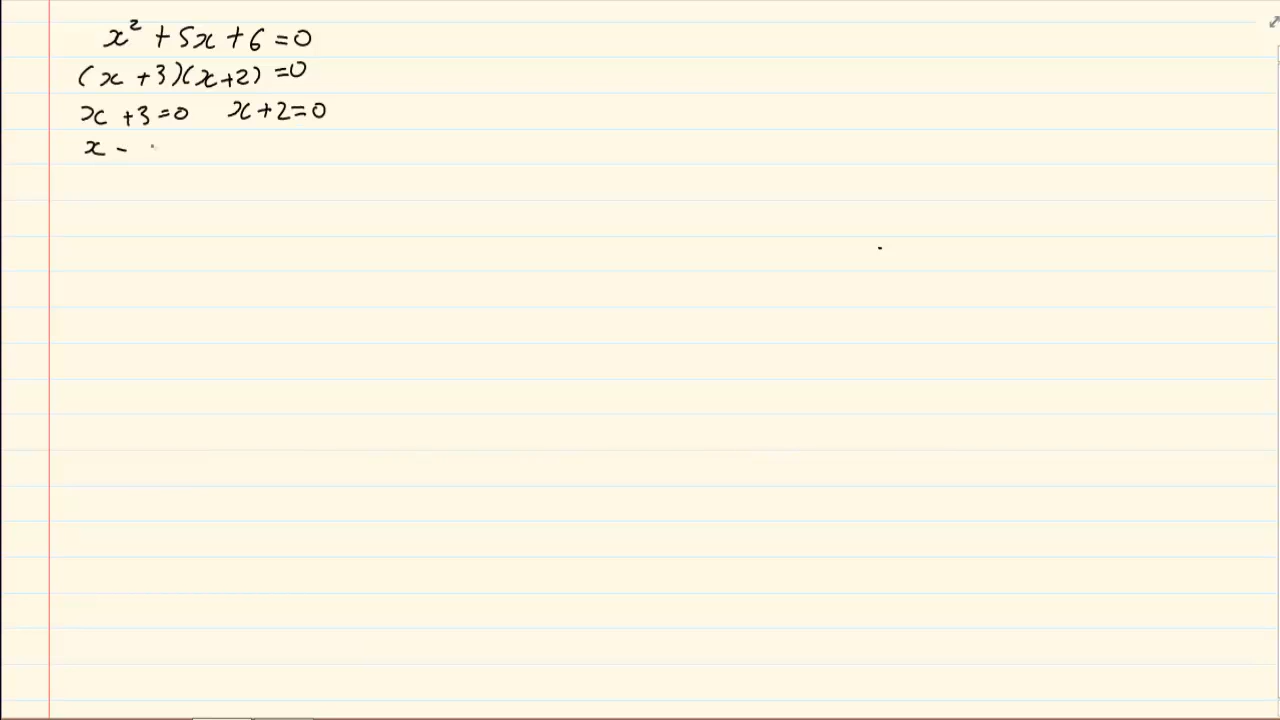 x² + 5x + 6 = 0
(x + 3)(x + 2) = 0
x + 3 = 0 x + 2 = 0
x -